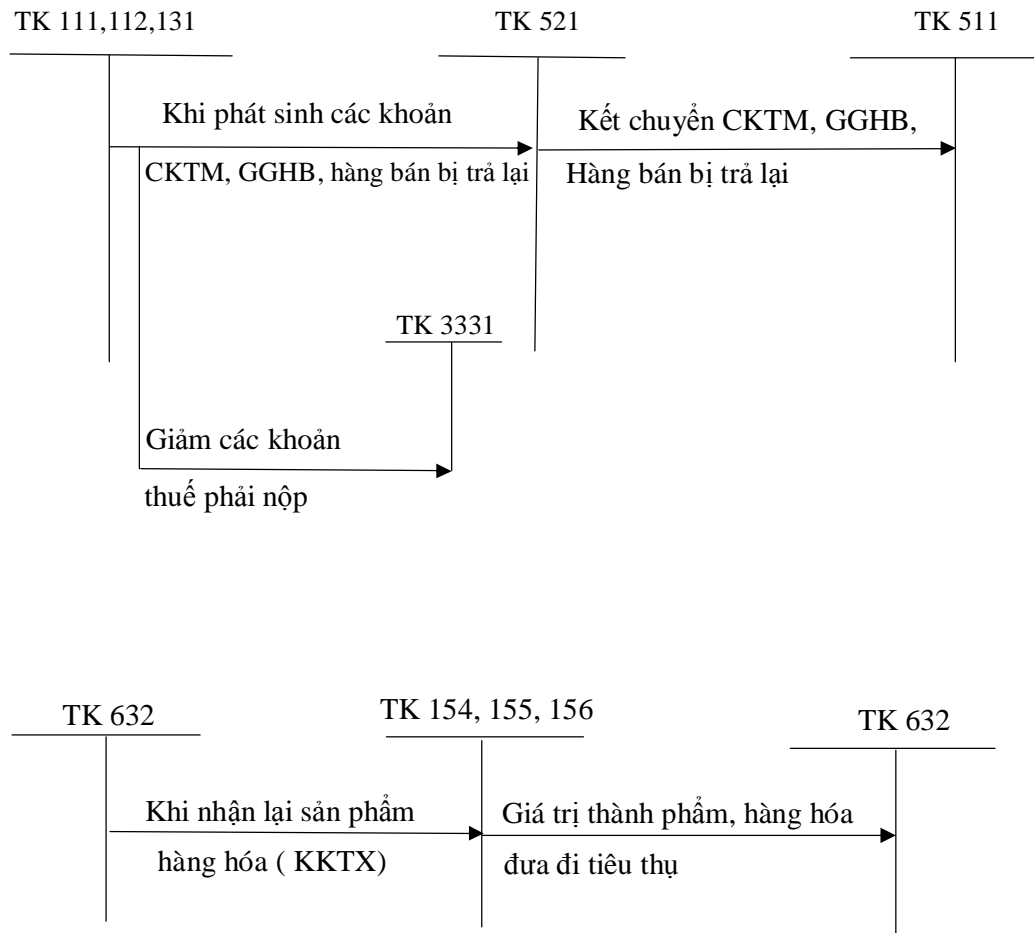 TK 111,112,131
TK 521
TK 511
Khi phát sinh các khoản
CKTM, GGHB, hàng bán bị trả lại
Kết chuyển CKTM, GGHB,
Hàng bán bị trả lại
TK 3331
Giảm các khoản
thuế phải nộp
TK 632
TK 154, 155, 156
TK 632
Khi nhận lại sản phẩm
hàng hóa ( KKTX)
Giá trị thành phẩm, hàng hóa
đưa đi tiêu thụ